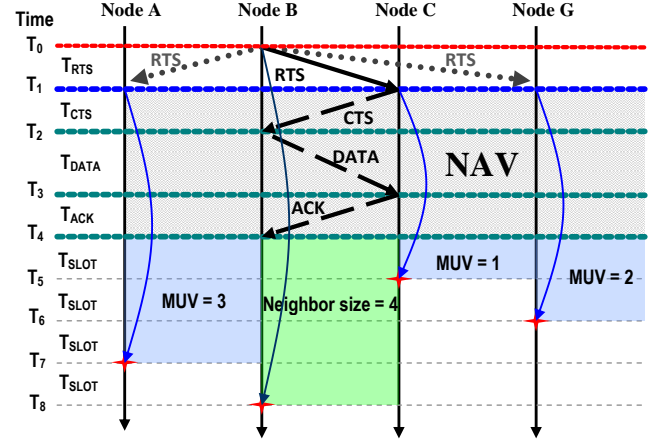 Time Node A Node B Node C Node G
T0
TRTS RTS RTS RTS
T1
TCTS CTS
T2
TDATA DATA NAV
T3
TACK ACK
T4
TSLOT MUV = 1
T5
MUV = 2
TSLOT MUV = 3 Neighbor size = 4
T6
TSLOT
T7
TSLOT
T8